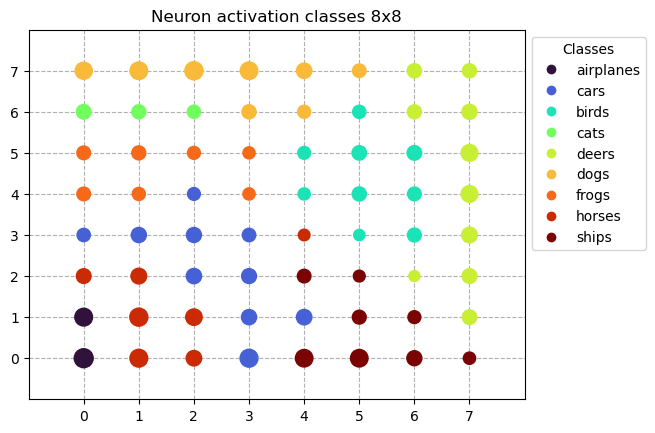 Neuron activation classes 8x8
Classes
airplanes
cars
birds
cats
deers
dogs
frogs
horses
ships
7
6
5
4
3
2
1
0
0 1 2 3 4 5 6 7